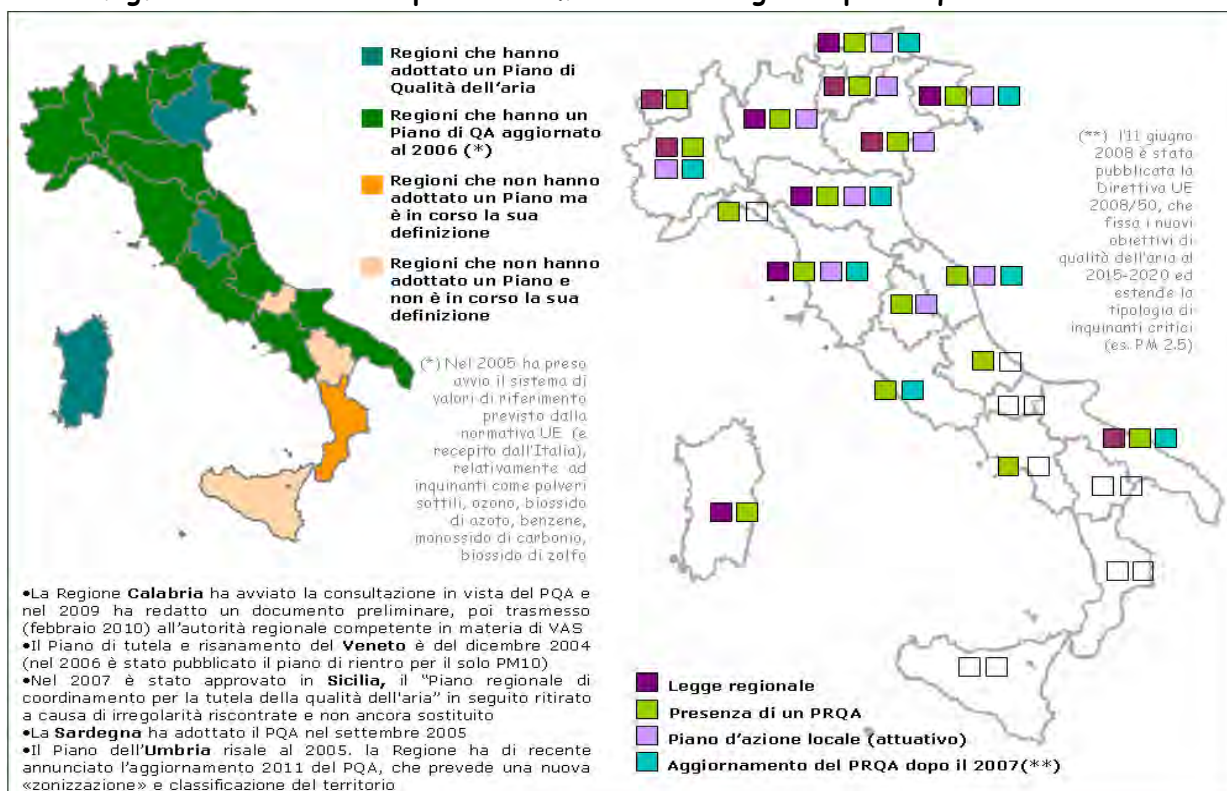 Regioni che hanno
adottato un Piano di
Qualità dell'aria
Regioni che hanno un
Piano di QA aggiornato
al 2006 (*)
Regioni che non hanno
adottato un Piano ma
è in corso la sua
definizione
Regioni che non hanno
adottato un Piano e
non è in corso la sua
definizione
(*) Nel 2005 ha preso
avvio il sistema di
valori di riferimento
previsto dalla
normativa UE (e
recepito dall'Italia),
relativamente ad
inquinanti come polveri
sottili, ozono, biossido
di azoto, benzene,
monossido di carbonio,
biossido di zolfo
•La Regione Calabria ha avviato la consultazione in vista del PQA e
nel 2009 ha redatto un documento preliminare, poi trasmesso
(febbraio 2010) all'autorità regionale competente in materia di VAS
•Il Piano di tutela e risanamento del Veneto è del dicembre 2004
(nel 2006 è stato pubblicato il piano di rientro per il solo PM10)
•Nel 2007 è stato approvato in Sicilia, il "Piano regionale di
coordinamento per la tutela della qualità dell'aria" in seguito ritirato
a causa di irregolarità riscontrate e non ancora sostituito
•La Sardegna ha adottato il PQA nel settembre 2005
•Il Piano dell'Umbria risale al 2005. la Regione ha di recente
annunciato l'aggiornamento 2011 del PQA, che prevede una nuova
«zonizzazione» e classificazione del territorio
(**) l'11 giugno
2008 è stata
pubblicata la
Direttiva UE
2008/50, che
fissa i nuovi
obiettivi di
qualità dell'aria al
2015-2020 ed
estende la
tipologia di
inquinanti critici
(es. PM 2.5)
Legge regionale
Presenza di un PRQA
Piano d'azione locale (attuativo)
Aggiornamento del PRQA dopo il 2007(**)